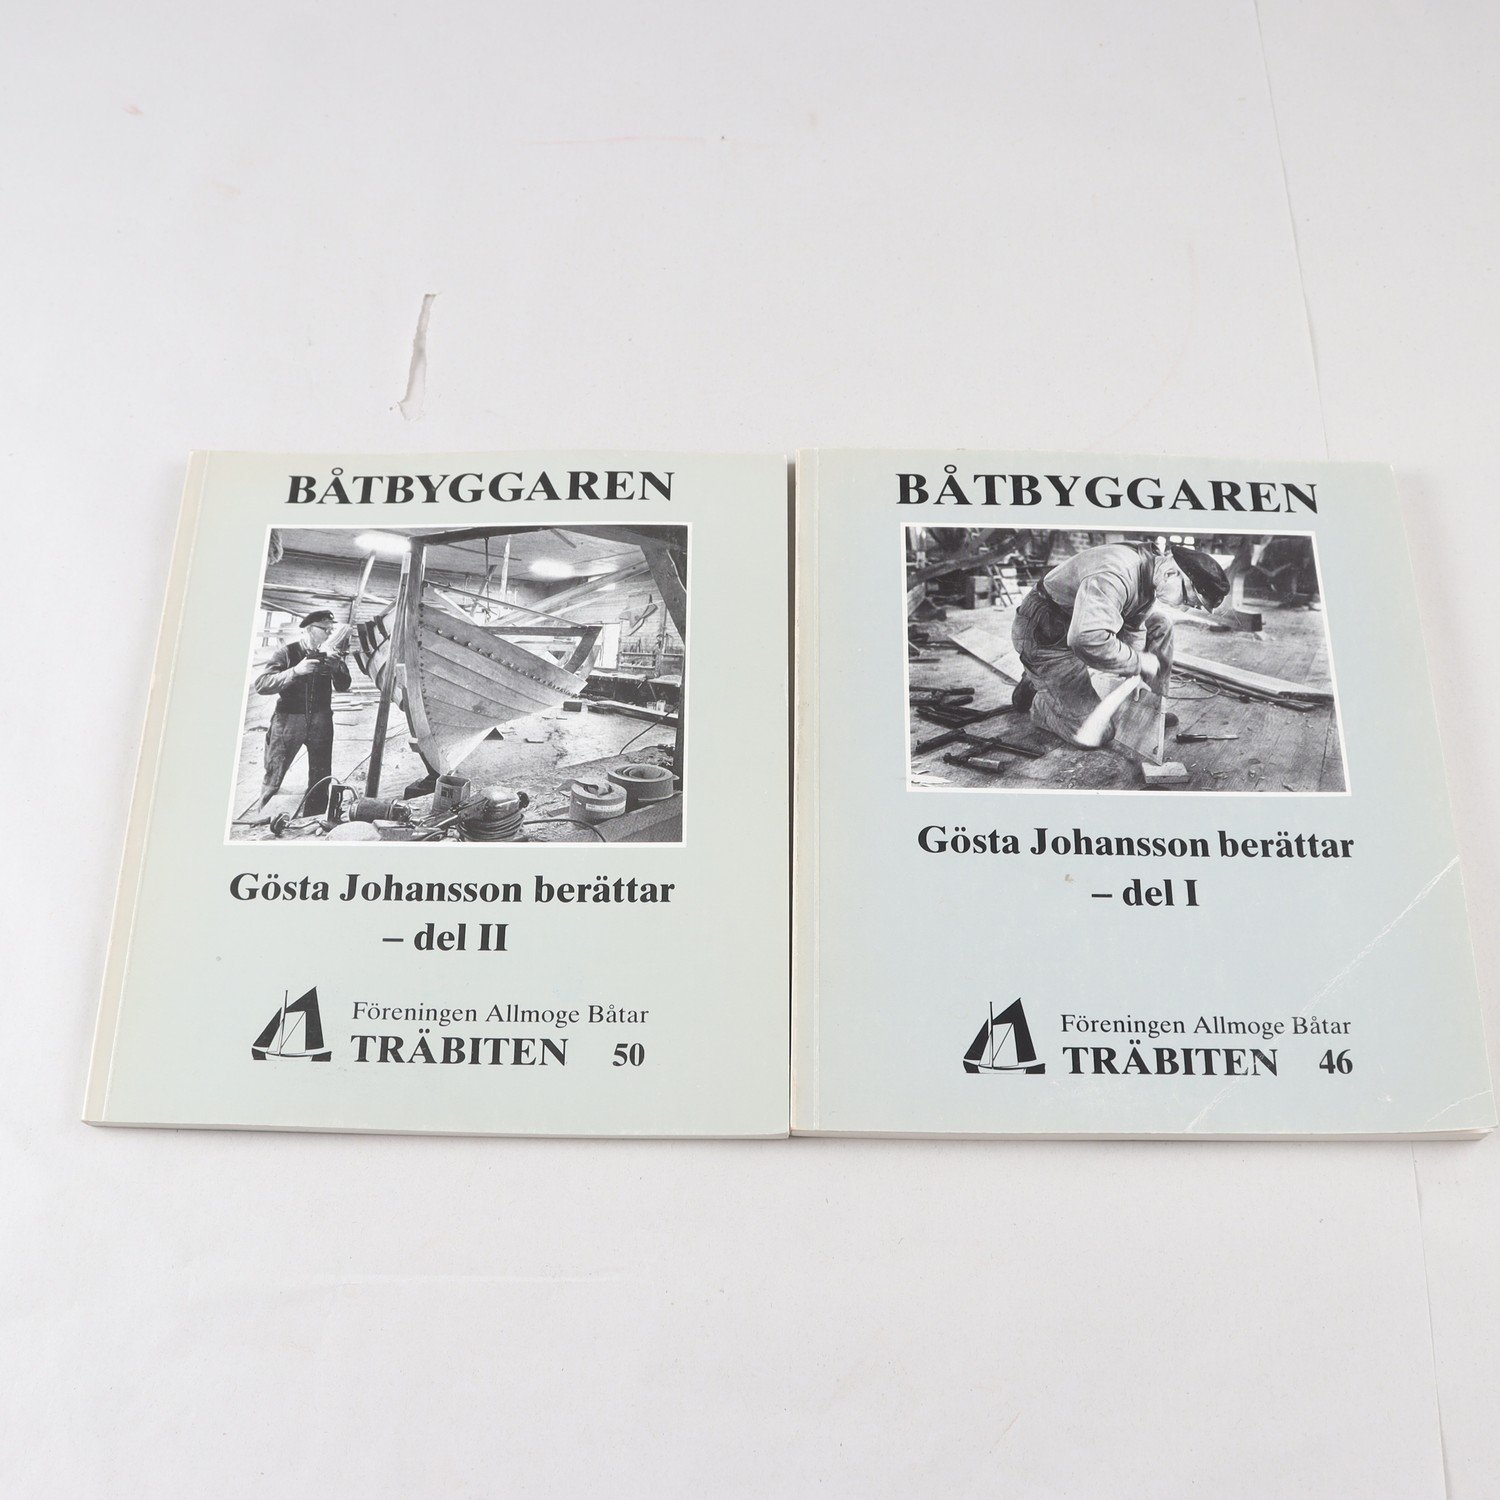 BÅTBYGGAREN
Gösta Johansson berättar
– del II
Föreningen Allmoge Båtar
TRÄBITEN 50
BÅTBYGGAREN
Gösta Johansson berättar
– del I
Föreningen Allmoge Båtar
TRÄBITEN 46